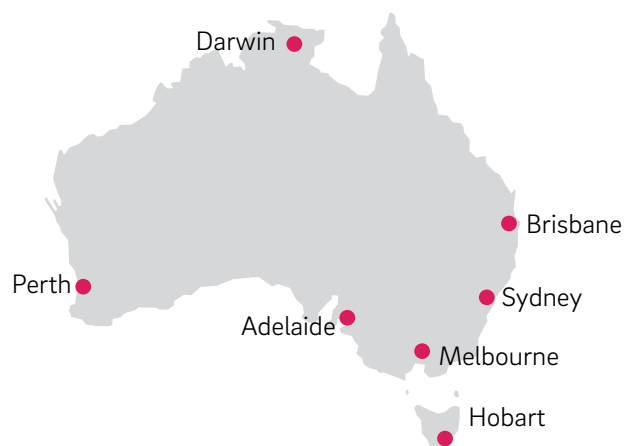 Darwin
Brisbane
Perth
Sydney
Adelaide
Melbourne
Hobart